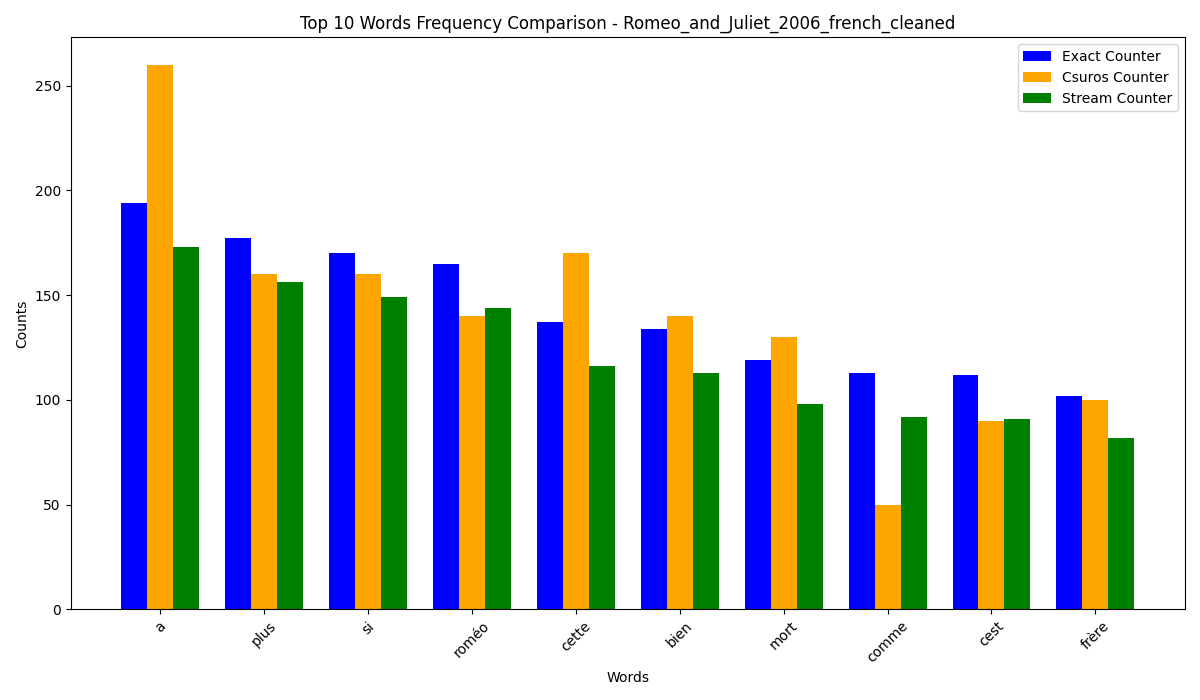 Top 10 Words Frequency Comparison - Romeo_and_Juliet_2006_french_cleaned
Exact Counter
Csuros Counter
Stream Counter
Counts
250
200
150
100
50
0
a
plus
si
roméo
cette
bien
mort
comme
cest
frère
Words